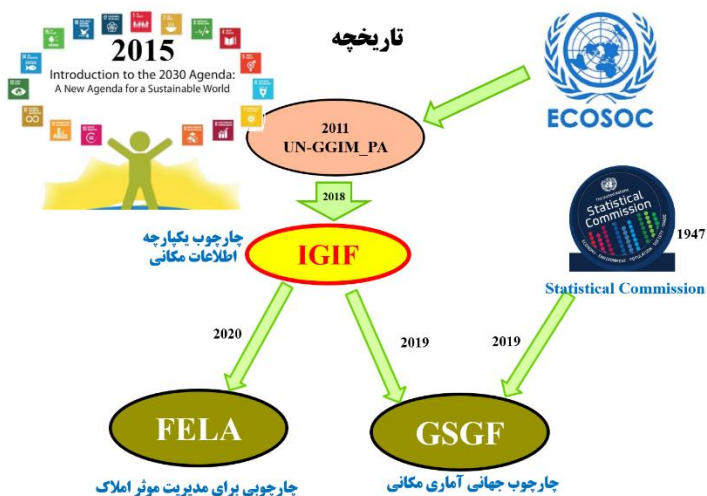 2015
Introduction to the 2030 Agenda:
A New Agenda for a Sustainable World
تاریخچه
ECOSOC
2011
UN-GGIM_PA
2018
چارچوب یکپارچه
اطلاعات مکانی
IGIF
Statistical
Commission
1947
Statistical Commission
2020
2019
2019
FELA
GSGF
چارچوبی برای مدیریت موثر املاک
چارچوب جهانی آماری مکانی